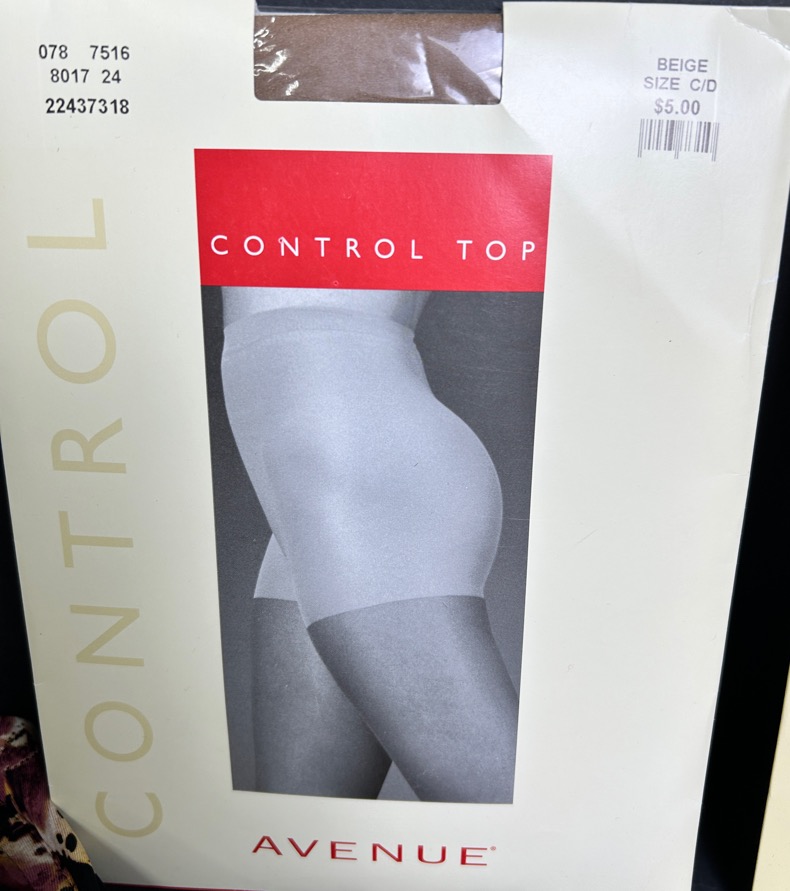 078 7516
8017 24
22437318
BEIGE
SIZE C/D
$5.00
CONTROL TOP
CONTROL
AVENUE®